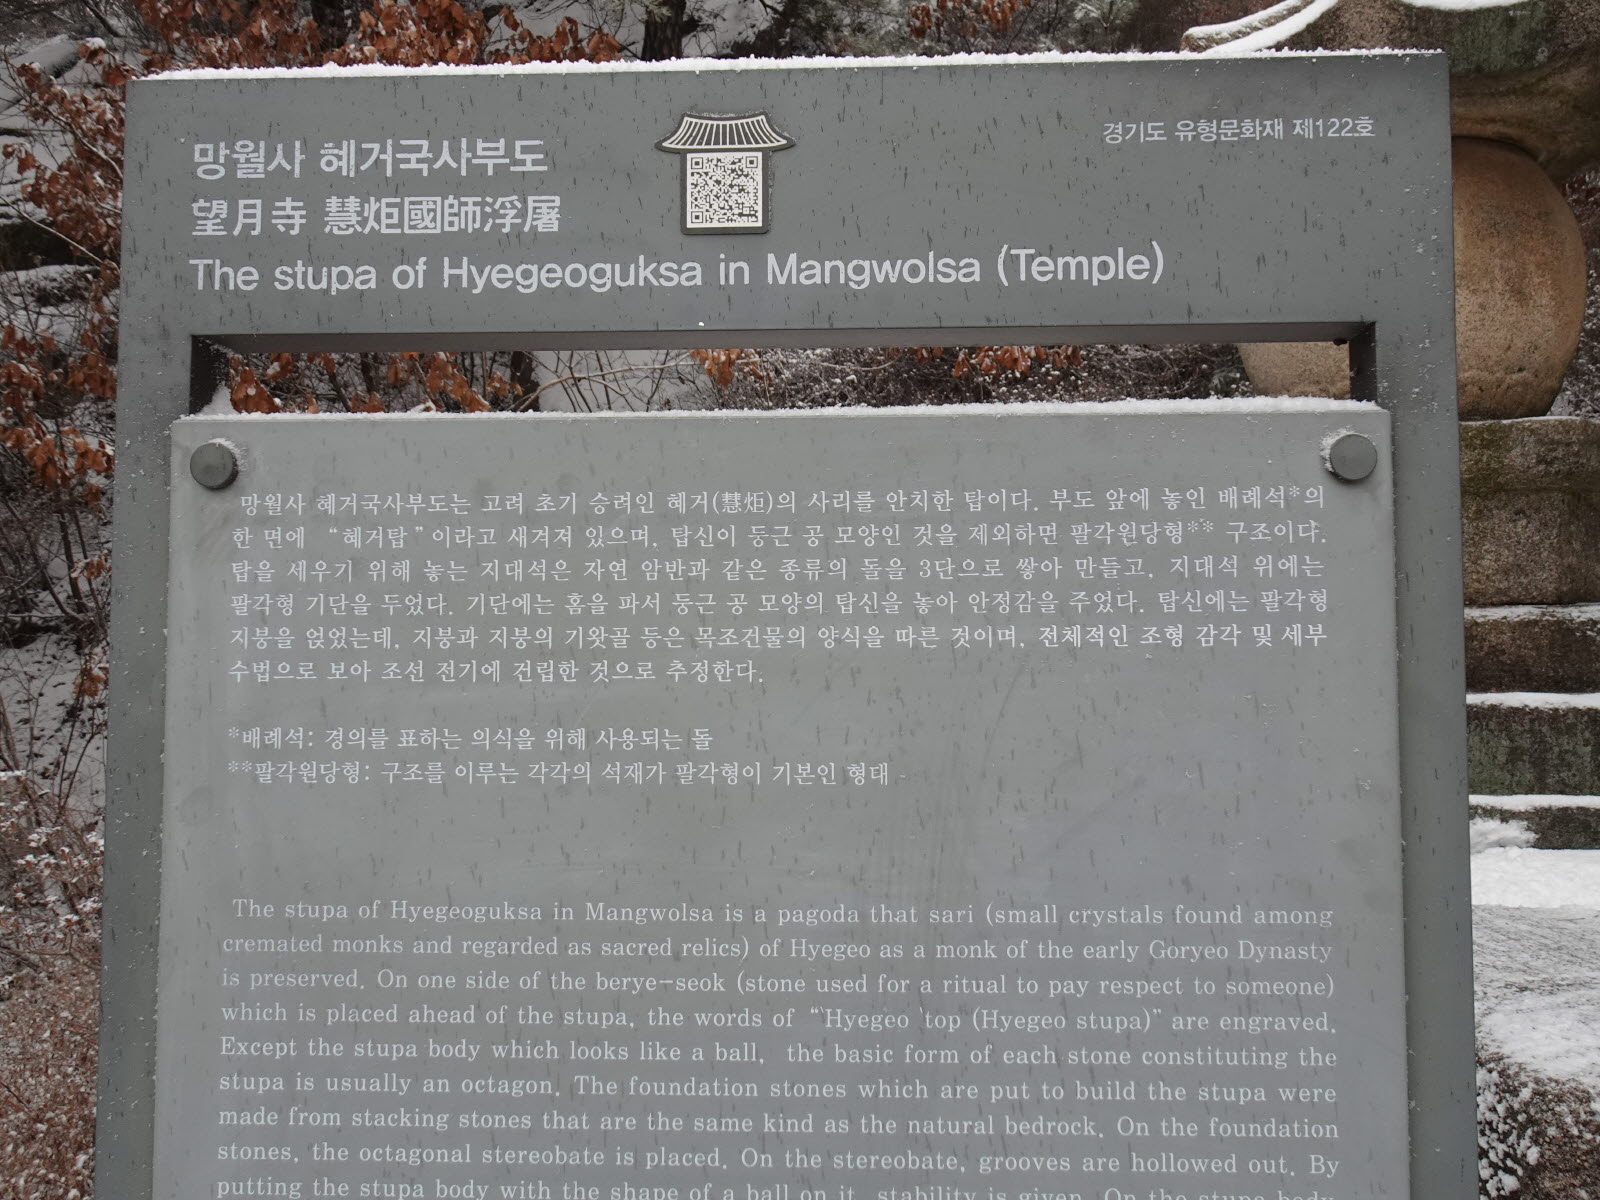 망월사 혜거국사부도
경기도 유형문화재 제122호
望月寺 慧炬國師浮屠
The stupa of Hyegeoguksa in Mangwolsa (Temple)
망월사 혜거국사부도는 고려 초기 승려인 혜거(慧炬)의 사리를 안치한 탑이다. 부도 앞에 놓인 배례석*의
한 면에 “혜거탑”이라고 새겨져 있으며, 탑신이 둥근 공 모양인 것을 제외하면 팔각원당형** 구조이다.
탑을 세우기 위해 놓는 지대석은 자연 암반과 같은 종류의 돌을 3단으로 쌓아 만들고, 지대석 위에는
팔각형 기단을 두었다. 기단에는 홈을 파서 둥근 공 모양의 탑신을 놓아 안정감을 주었다. 탑신에는 팔각형
지붕을 얹었는데, 지붕과 지붕의 기왓골 등은 목조건물의 양식을 따른 것이며, 전체적인 조형 감각 및 세부
수법으로 보아 조선 전기에 건립한 것으로 추정한다.
*배례석: 경의를 표하는 의식을 위해 사용되는 돌
**팔각원당형: 구조를 이루는 각각의 석재가 팔각형이 기본인 형태
The stupa of Hyegeoguksa in Mangwolsa is a pagoda that sari (small crystals found among
cremated monks and regarded as sacred relics) of Hyegeo as a monk of the early Goryeo Dynasty
is preserved. On one side of the berye-seok (stone used for a ritual to pay respect to someone)
which is placed ahead of the stupa, the words of “Hyegeo top (Hyegeo stupa)” are engraved.
Except the stupa body which looks like a ball, the basic form of each stone constituting the
stupa is usually an octagon. The foundation stones which are put to build the stupa were
made from stacking stones that are the same kind as the natural bedrock. On the foundation
stones, the octagonal stereobate is placed. On the stereobate, grooves are hollowed out. By
putting the stupa body with the shape of a ball on it, stability is given. On the stupa body,